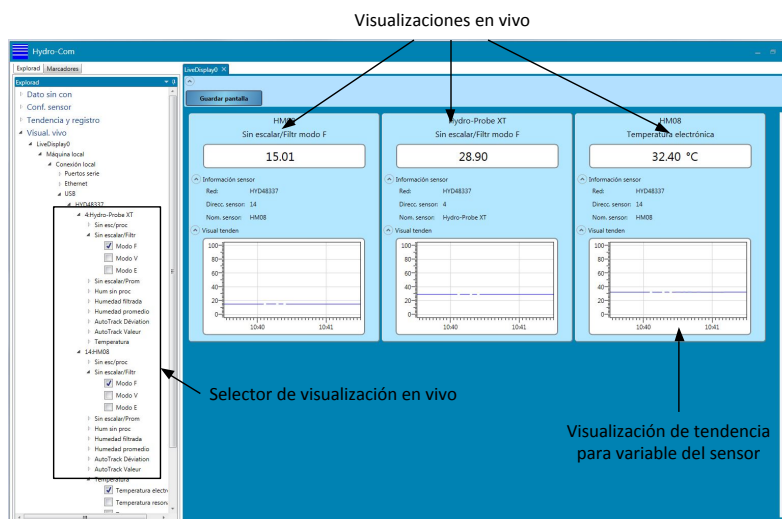 Visualizaciones en vivo
Hydro-Com
Explorad Marcadores
Explorad
Dato sin con
Conf. sensor
Tendencia y registro
Visual. vivo
LiveDisplay0
Máquina local
Conexión local
Puertos serie
Ethernet
USB
HYD48337
4:Hydro-Probe XT
Sin esc/proc
Sin escalar/Filtr
Modo F
Modo V
Modo E
Sin escalar/Prom
Hum sin proc
Humedad filtrada
Humedad promedio
AutoTrack Déviation
AutoTrack Valeur
Temperatura
14:HM08
Sin esc/proc
Sin escalar/Filtr
Modo F
Modo V
Modo E
Sin escalar/Prom
Hum sin proc
Humedad filtrada
Humedad promedio
AutoTrack Déviation
AutoTrack Valeur
Temperatura
Temperatura electr
Temperatura reson
LiveDisplay0
Guardar pantalla
HM08
Sin escalar/Filtr modo F
15.01
Información sensor
Red: HYD48337
Direcc. sensor: 14
Nom. sensor: HM08
Visual tenden
100
80
60
40
20
0
10:40 10:41
Hydro-Probe XT
Sin escalar/Filtr modo F
28.90
Información sensor
Red: HYD48337
Direcc. sensor: 4
Nom. sensor: Hydro-Probe XT
Visual tenden
100
80
60
40
20
0
10:40 10:41
HM08
Temperatura electrónica
32.40 °C
Información sensor
Red: HYD48337
Direcc. sensor: 14
Nom. sensor: HM08
Visual tenden
100
80
60
40
20
0
10:40 10:41
Selector de visualización en vivo
Visualización de tendencia
para variable del sensor